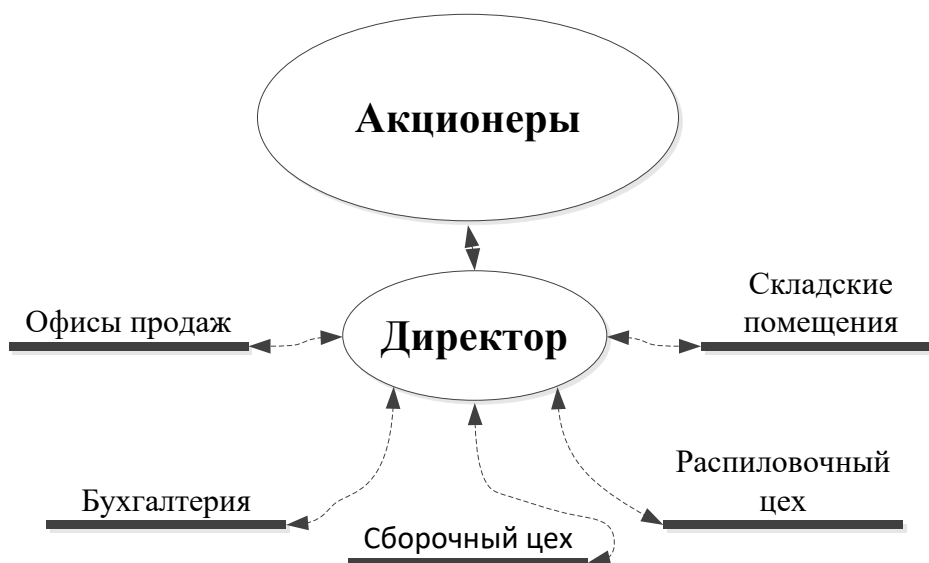 Акционеры
Директор
Офисы продаж
Складские
помещения
Бухгалтерия
Сборочный цех
Распиловочный
цех